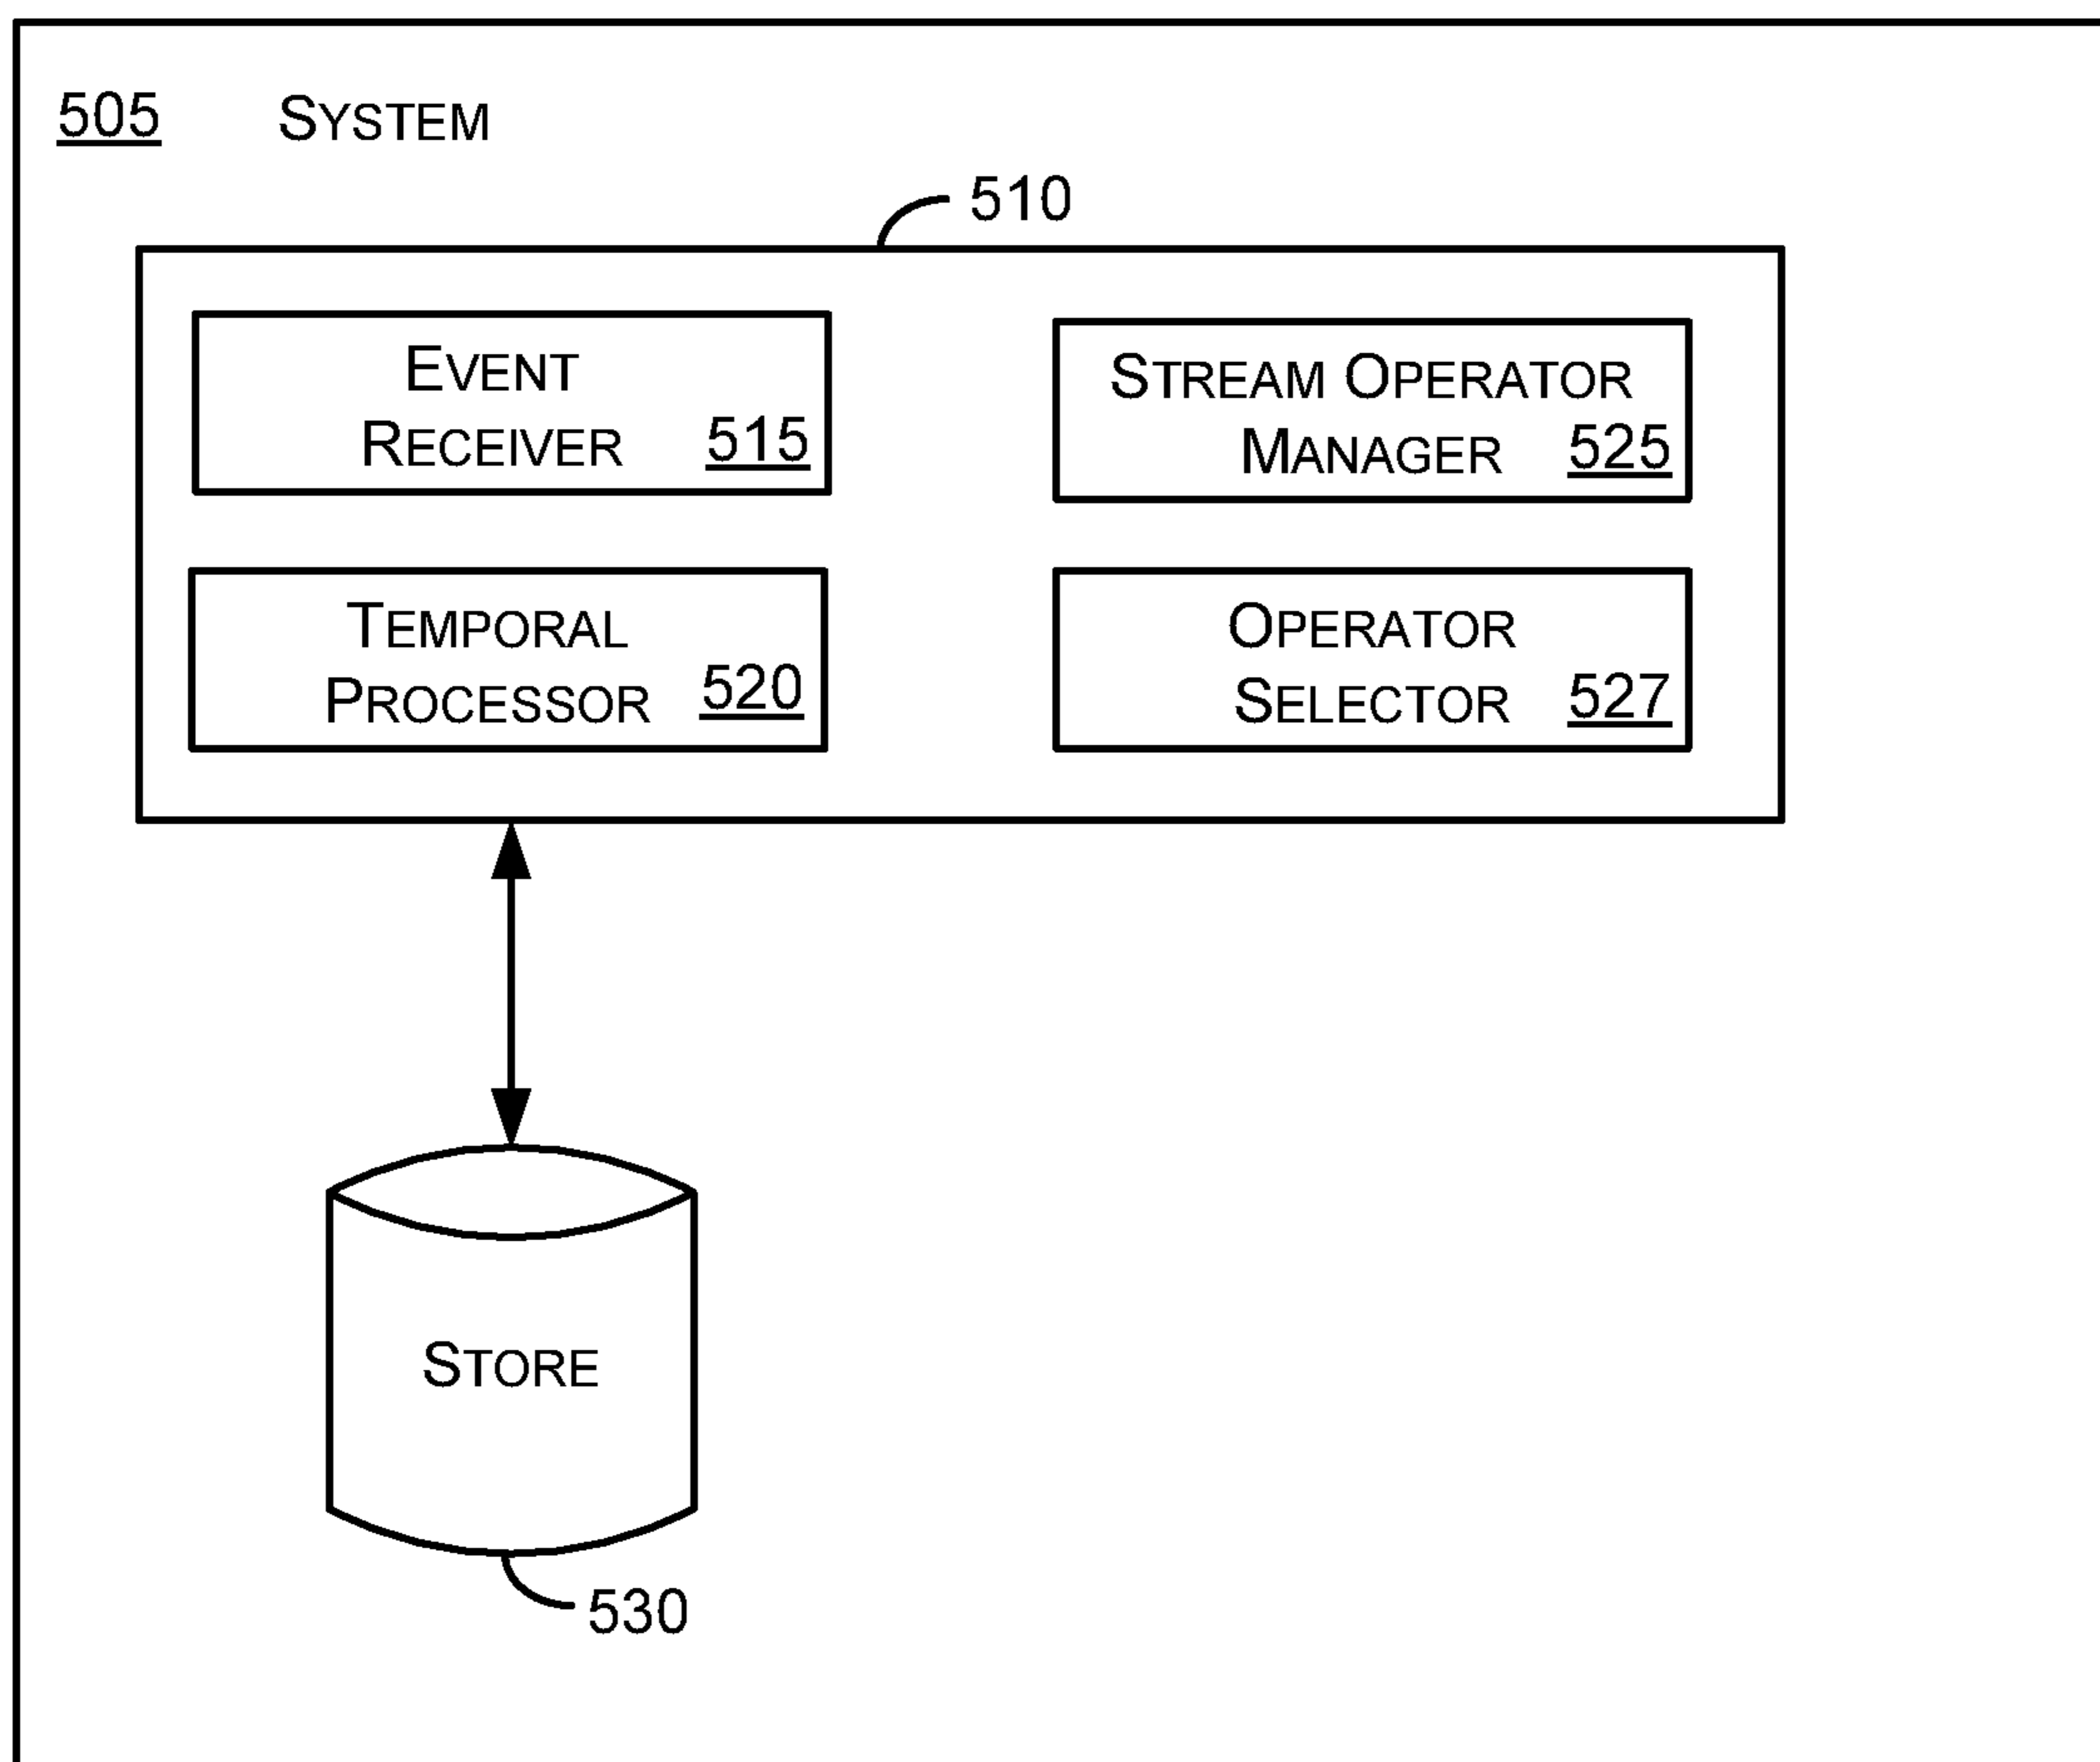 505 SYSTEM
510
EVENT
RECEIVER 515
STREAM OPERATOR
MANAGER 525
TEMPORAL
PROCESSOR 520
OPERATOR
SELECTOR 527
STORE
530